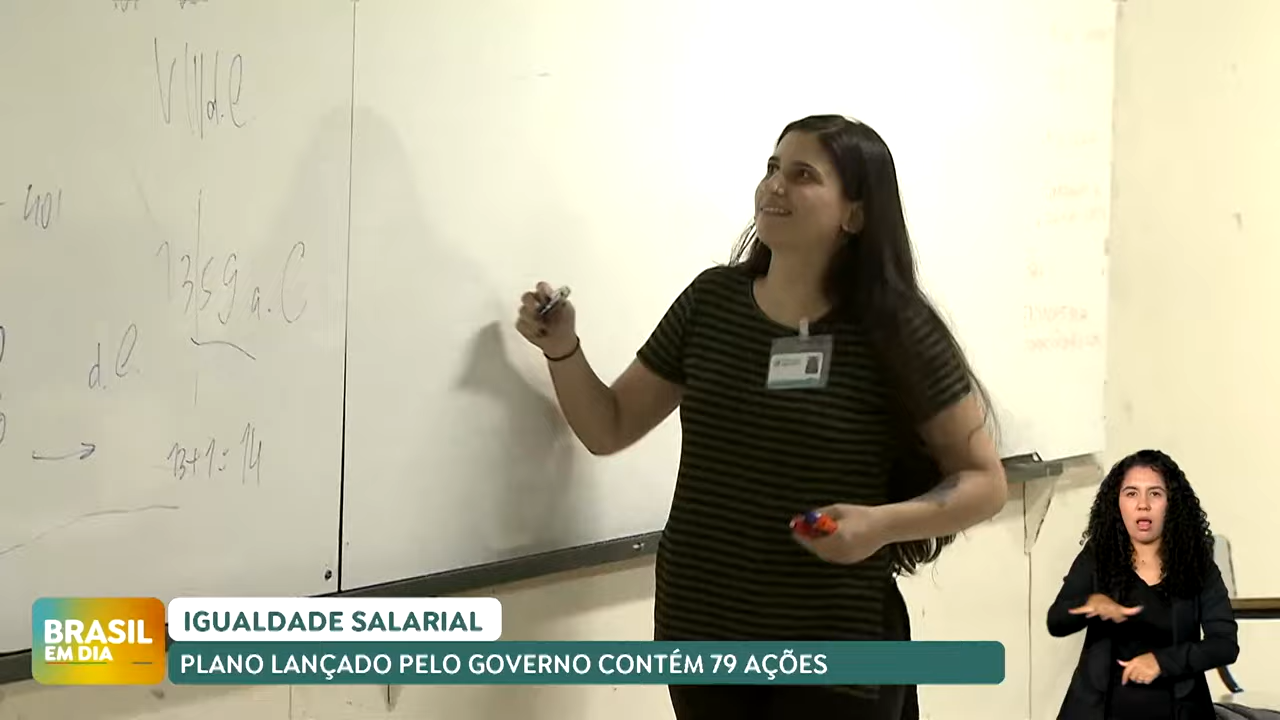 VIII d.C
401
1359 a.C
d.C.
13+1=14
IGUALDADE SALARIAL
BRASIL
EM DIA
PLANO LANÇADO PELO GOVERNO CONTÉM 79 AÇÕES